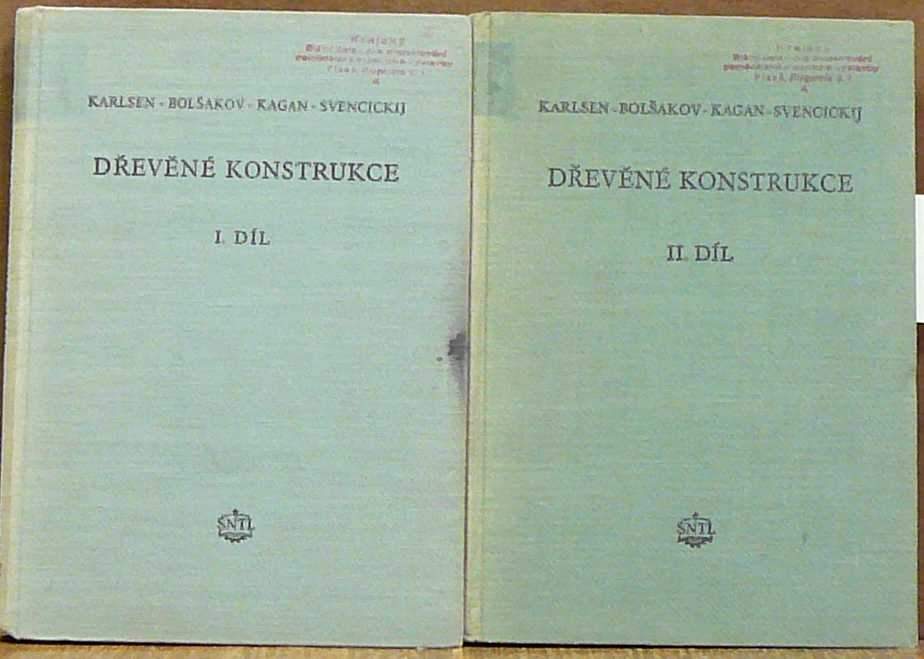 KARLSEN - BOLŠAKOV - KAGAN - SVENCICKIJ
DŘEVĚNÉ KONSTRUKCE
I. DÍL
SNTL
KARLSEN - BOLŠAKOV - KAGAN - SVENCICKIJ
DŘEVĚNÉ KONSTRUKCE
II. DÍL
SNTL